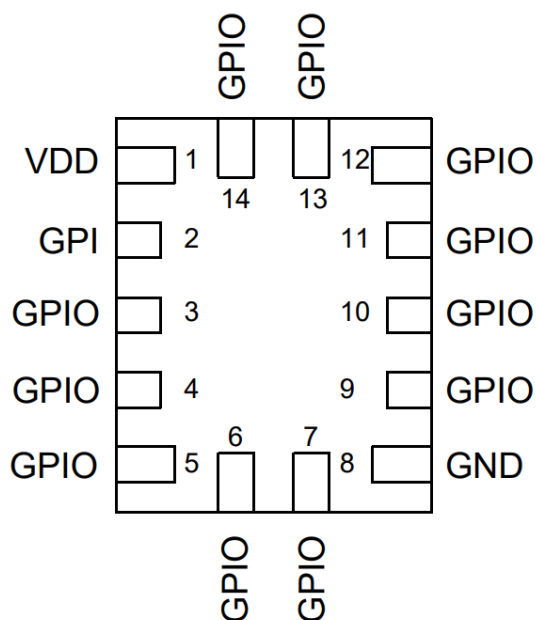 GPIO GPIO
VDD 1 14 13 12 GPIO
GPI 2 11 GPIO
GPIO 3 10 GPIO
GPIO 4 9 GPIO
GPIO 5 6 7 8 GND
GPIO GPIO